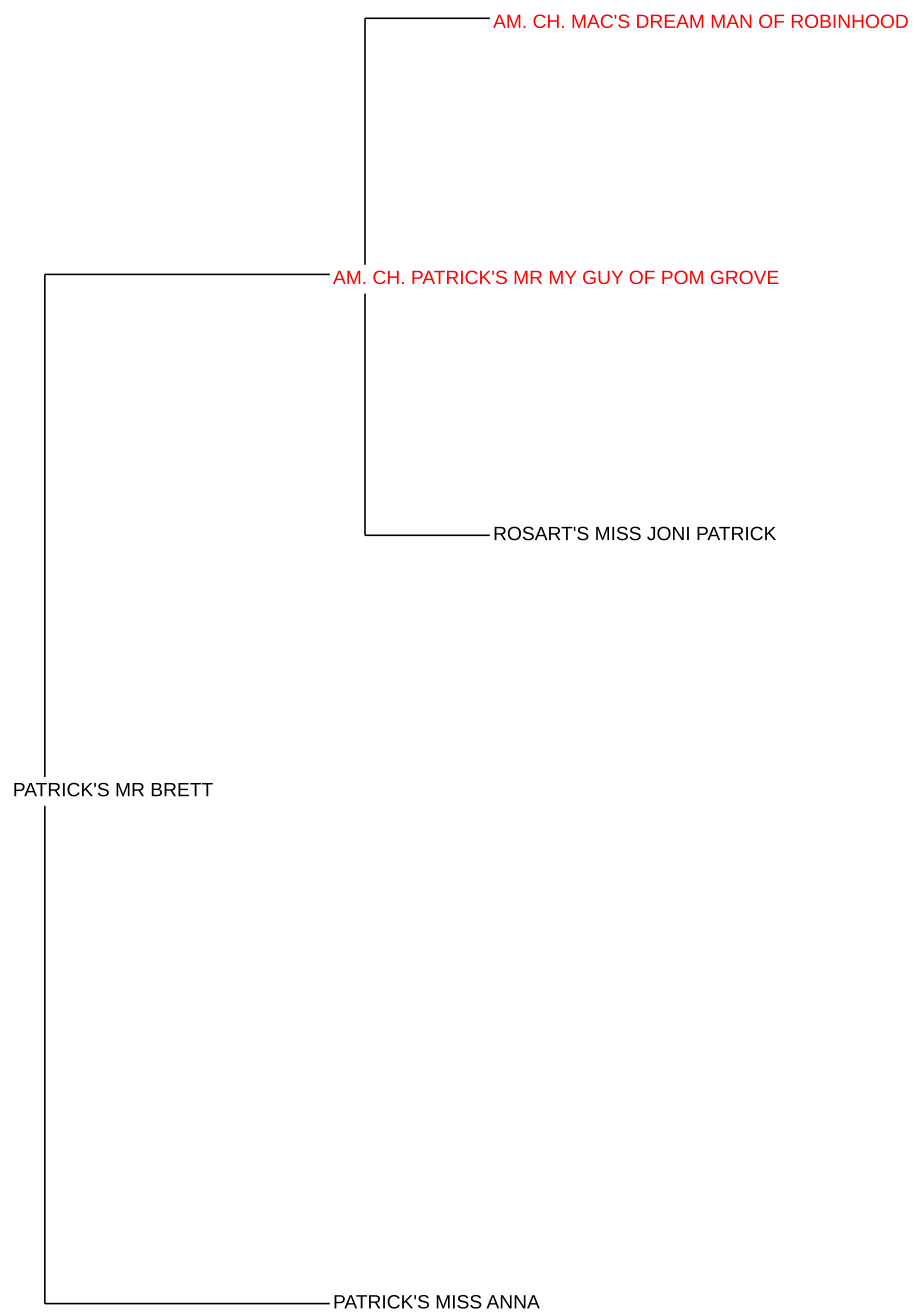 AM. CH. MAC'S DREAM MAN OF ROBINHOOD
AM. CH. PATRICK'S MR MY GUY OF POM GROVE
ROSART'S MISS JONI PATRICK
PATRICK'S MR BRETT
PATRICK'S MISS ANNA